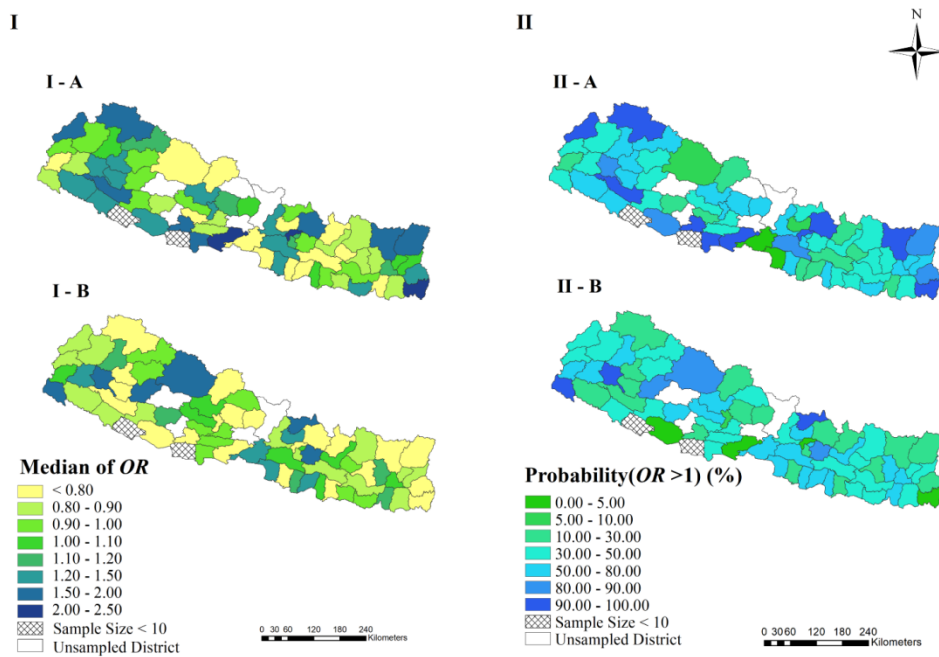 I
II
N
I - A
II - A
I - B
II - B
Median of OR
< 0.80
0.80 - 0.90
0.90 - 1.00
1.00 - 1.10
1.10 - 1.20
1.20 - 1.50
1.50 - 2.00
2.00 - 2.50
Sample Size < 10
Unsampled District
0 30 60 120 180 240
Kilometers
Probability(OR >1) (%)
0.00 - 5.00
5.00 - 10.00
10.00 - 30.00
30.00 - 50.00
50.00 - 80.00
80.00 - 90.00
90.00 - 100.00
Sample Size < 10
Unsampled District
0 3060 120 180 240
Kilometers